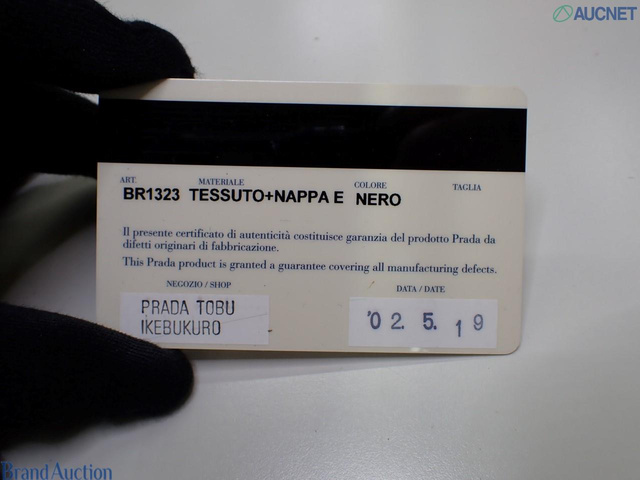 AUCNET
ART. MATERIALE COLORE TAGLIA
BR1323 TESSUTO+NAPPA E NERO
Il presente certificato di autenticità costituisce garanzia del prodotto Prada da
difetti originari di fabbricazione.
This Prada product is granted a guarantee covering all manufacturing defects.
NEGOZIO / SHOP DATA / DATE
PRADA TOBU
IKEBUKURO
'02.5.19
Brand Auction